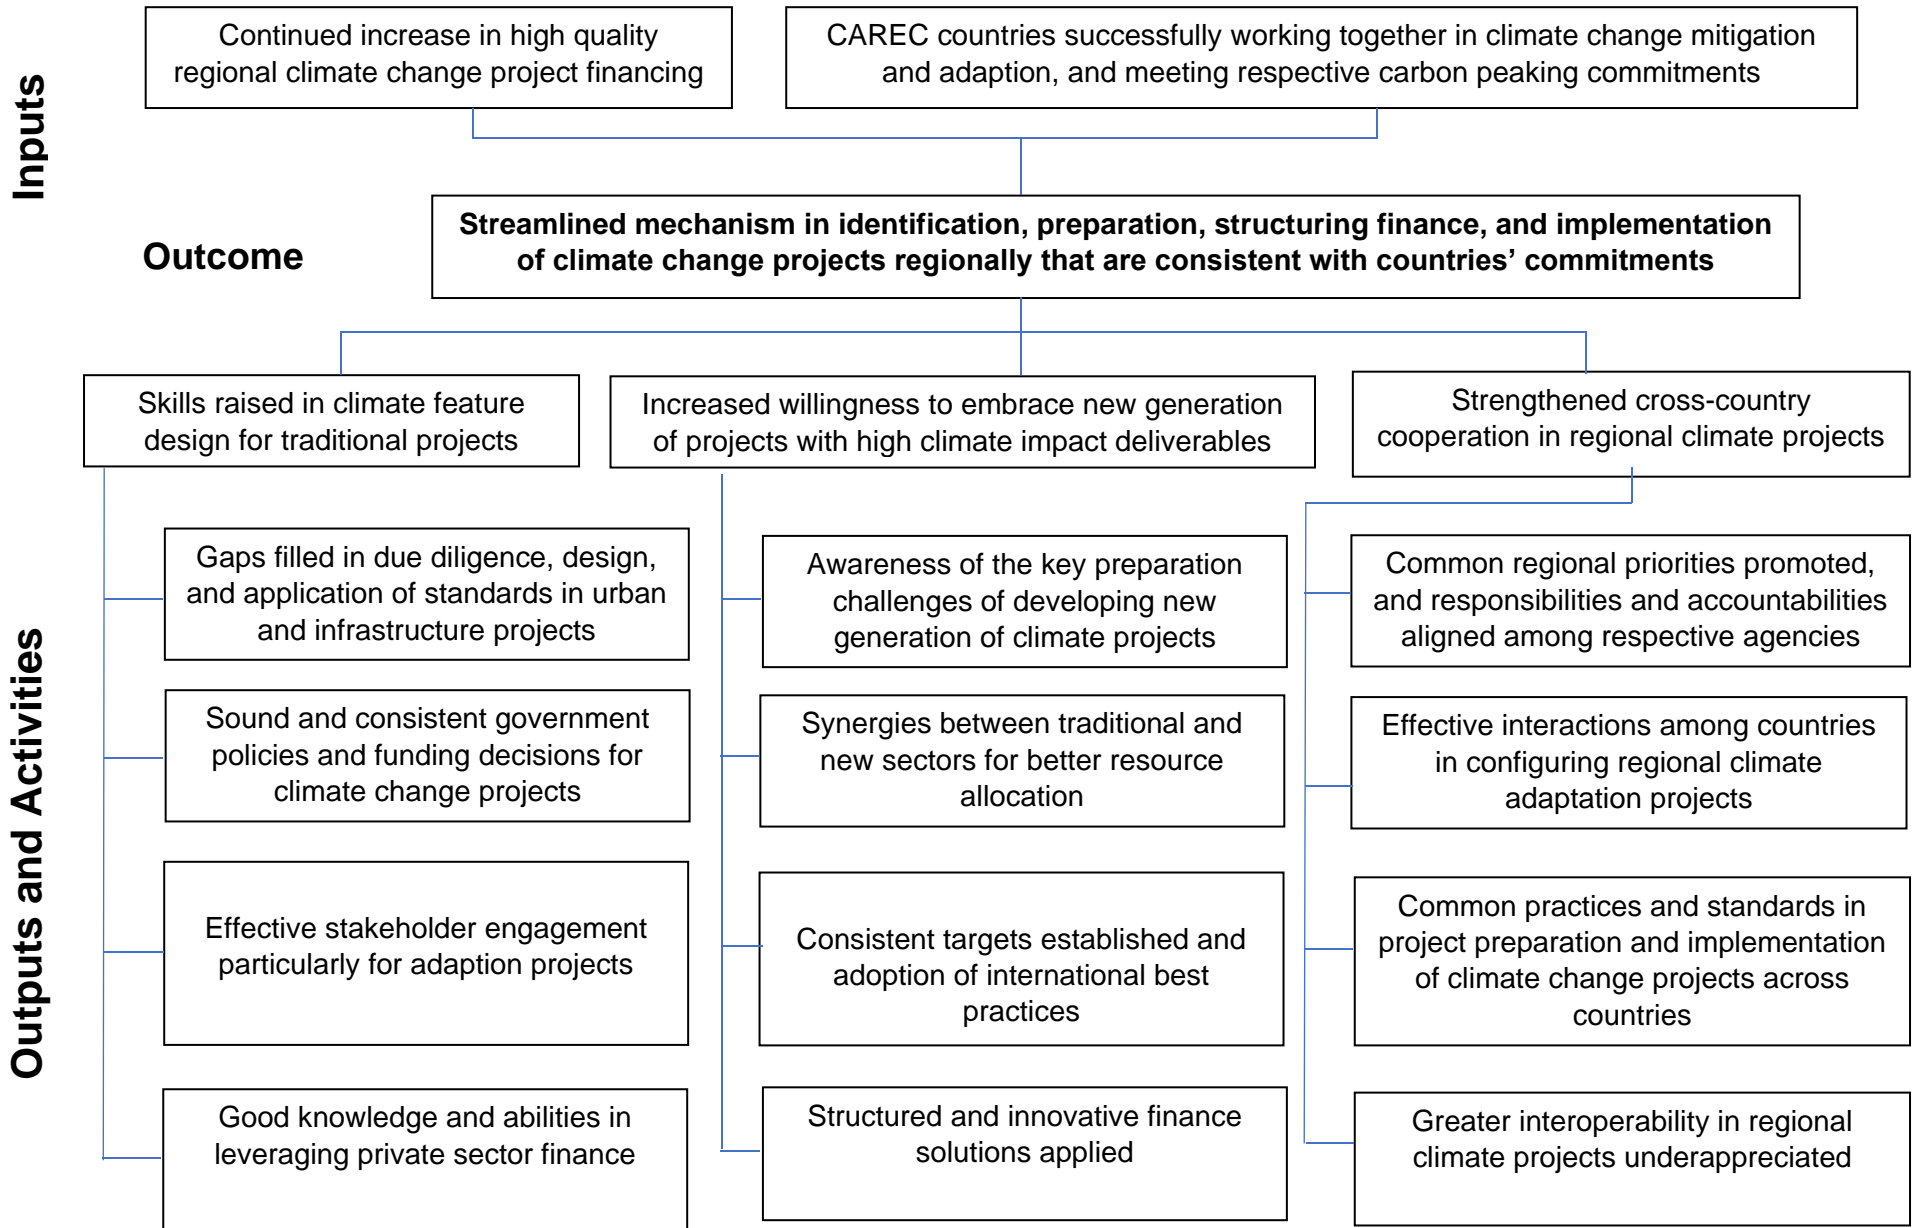 Inputs
Continued increase in high quality
regional climate change project financing
CAREC countries successfully working together in climate change mitigation
and adaption, and meeting respective carbon peaking commitments
Outcome
Streamlined mechanism in identification, preparation, structuring finance, and implementation
of climate change projects regionally that are consistent with countries’ commitments
Outputs and Activities
Skills raised in climate feature
design for traditional projects
Gaps filled in due diligence, design,
and application of standards in urban
and infrastructure projects
Sound and consistent government
policies and funding decisions for
climate change projects
Effective stakeholder engagement
particularly for adaption projects
Good knowledge and abilities in
leveraging private sector finance
Increased willingness to embrace new generation
of projects with high climate impact deliverables
Awareness of the key preparation
challenges of developing new
generation of climate projects
Synergies between traditional and
new sectors for better resource
allocation
Consistent targets established and
adoption of international best
practices
Structured and innovative finance
solutions applied
Strengthened cross-country
cooperation in regional climate projects
Common regional priorities promoted,
and responsibilities and accountabilities
aligned among respective agencies
Effective interactions among countries
in configuring regional climate
adaptation projects
Common practices and standards in
project preparation and implementation
of climate change projects across
countries
Greater interoperability in regional
climate projects underappreciated